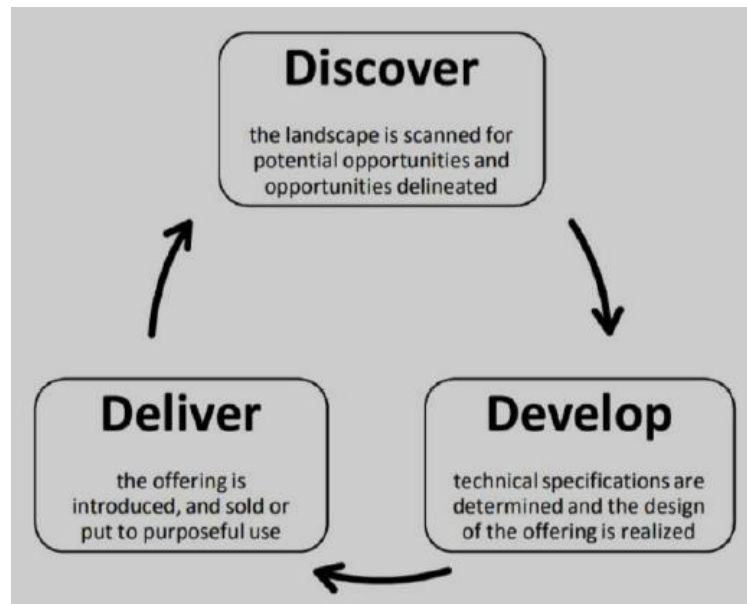 Discover
the landscape is scanned for
potential opportunities and
opportunities delineated
Develop
technical specifications are
determined and the design
of the offering is realized
Deliver
the offering is
introduced, and sold or
put to purposeful use